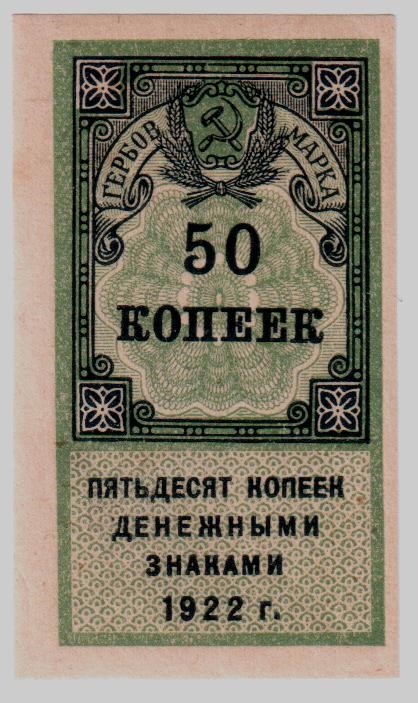 ГЕРБОВ. МАРКА
50
КОПЕЕК
ПЯТЬДЕСЯТ КОПЕЕК
ДЕНЕЖНЫМИ
ЗНАКАМИ
1922 г.